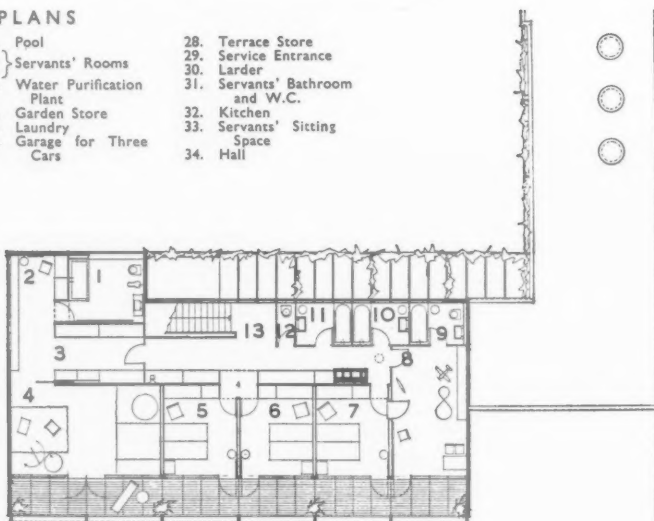 PLANS
Pool
Servants' Rooms
Water Purification
Plant
Garden Store
Laundry
Garage for Three
Cars
28. Terrace Store
29. Service Entrance
30. Larder
31. Servants' Bathroom
and W.C.
32. Kitchen
33. Servants' Sitting
Space
34. Hall
2 1
11 10
13 12 9
3 8
4 5 6 7